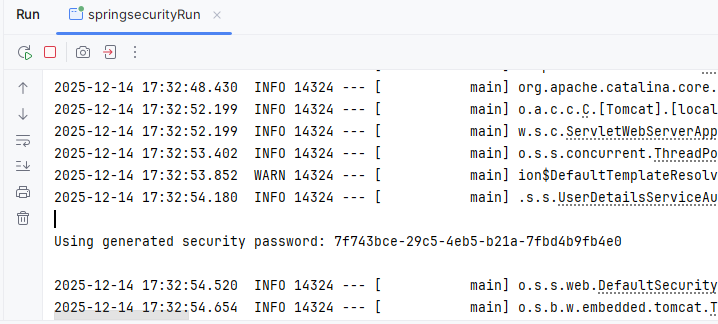 Run springsecurityRun
2025-12-14 17:32:48.430 INFO 14324 --- [ main] org.apache.catalina.core.
2025-12-14 17:32:52.199 INFO 14324 --- [ main] o.a.c.c.C.[Tomcat].[local
2025-12-14 17:32:52.199 INFO 14324 --- [ main] w.s.c.ServletWebServerApp
2025-12-14 17:32:53.402 INFO 14324 --- [ main] o.s.s.concurrent.ThreadPo
2025-12-14 17:32:53.852 WARN 14324 --- [ main] ion$DefaultTemplateResolv
2025-12-14 17:32:54.180 INFO 14324 --- [ main] .s.s.UserDetailsServiceAu
Using generated security password: 7f743bce-29c5-4eb5-b21a-7fbd4b9fb4e0
2025-12-14 17:32:54.520 INFO 14324 --- [ main] o.s.s.web.DefaultSecurity
2025-12-14 17:32:54.654 INFO 14324 --- [ main] o.s.b.w.embedded.tomcat.T